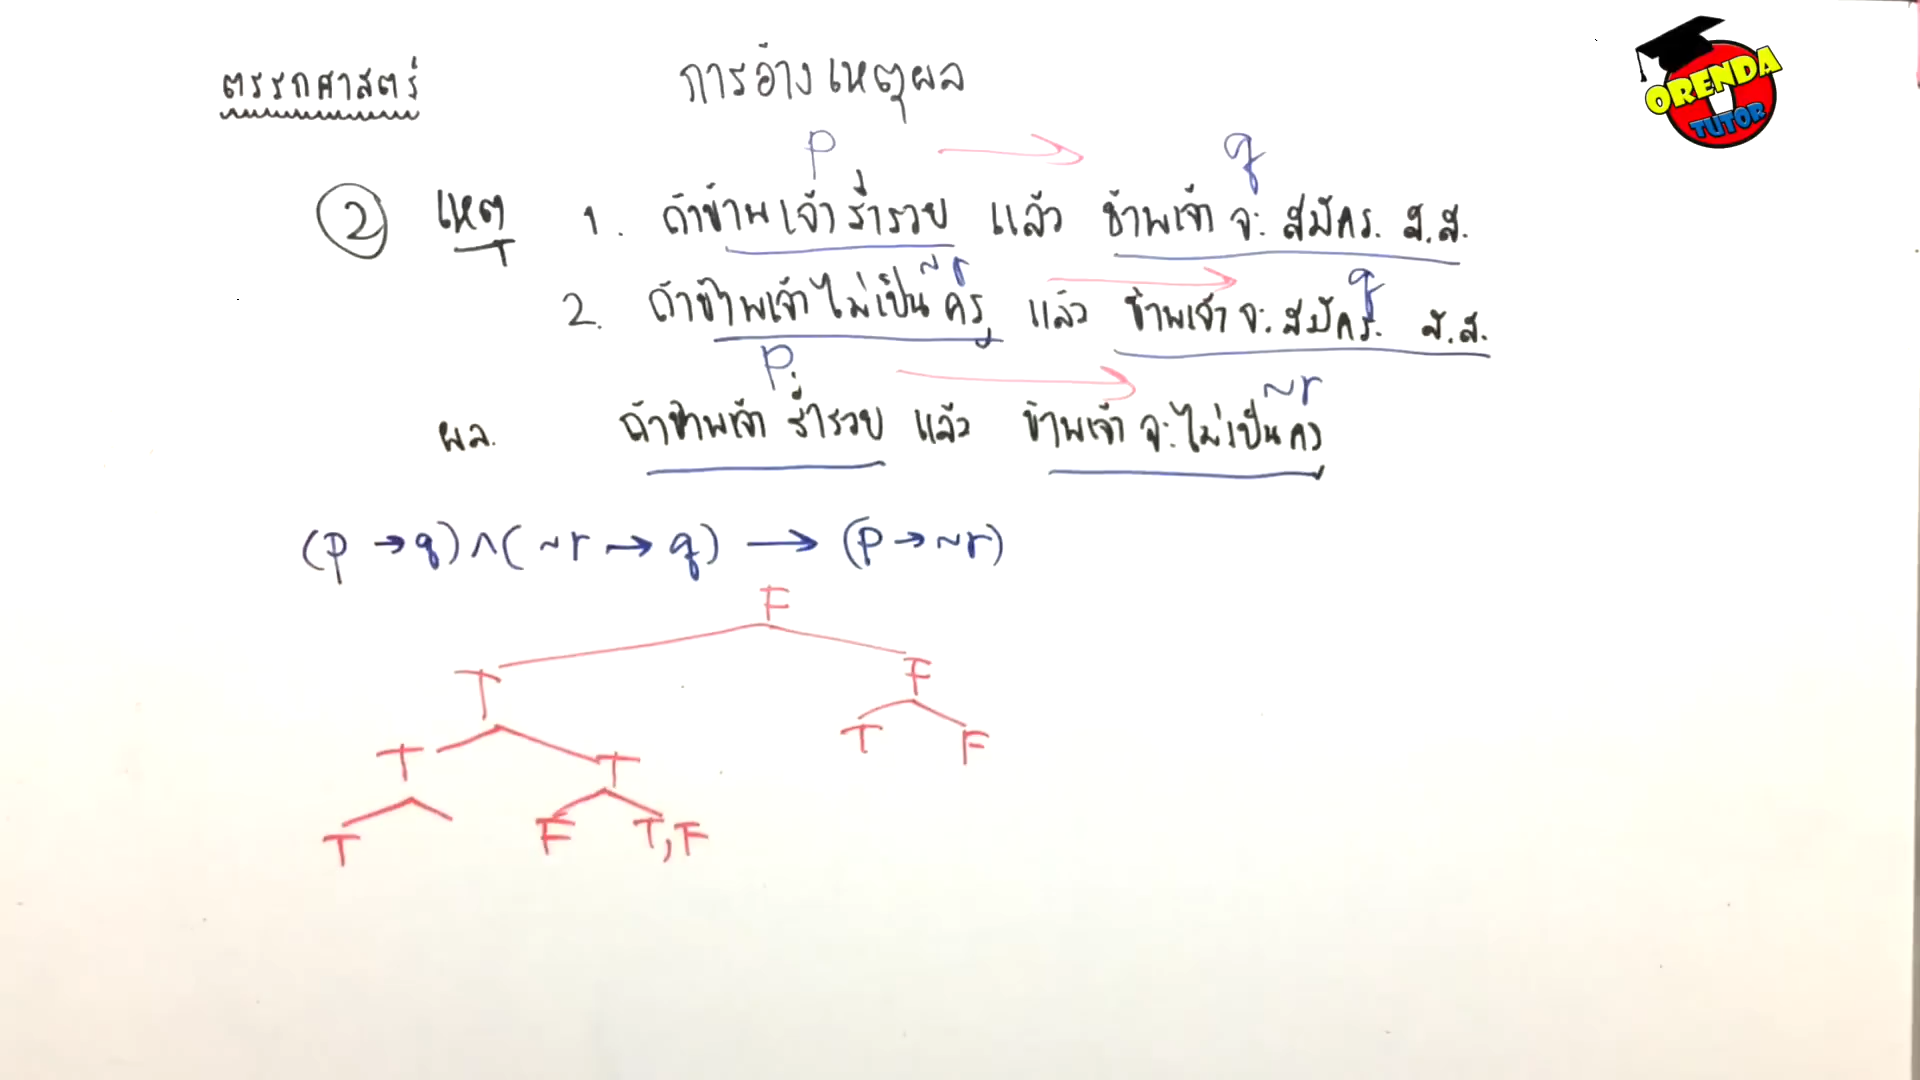 ตรรกศาสตร์ การอ้างเหตุผล
ORENDA TUTOR
p → q
② เหตุ 1. ถ้าข้าพเจ้าร่ำรวย แล้ว ข้าพเจ้า จะ สมัคร ส.ส.
~r → q
2. ถ้าข้าพเจ้าไม่เป็นครู แล้ว ข้าพเจ้า จะ สมัคร ส.ส.
p → ~r
ผล. ถ้าข้าพเจ้า ร่ำรวย แล้ว ข้าพเจ้า จะ ไม่เป็นครู
(p → q) ∧ (~r → q) → (p → ~r)
F
T F
T F
T T
T F T,F